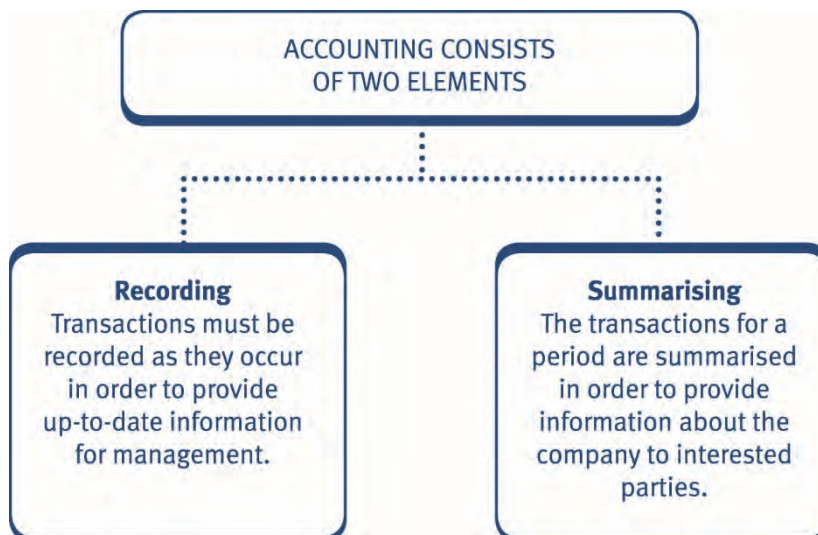 ACCOUNTING CONSISTS
OF TWO ELEMENTS
Recording
Transactions must be
recorded as they occur
in order to provide
up-to-date information
for management.
Summarising
The transactions for a
period are summarised
in order to provide
information about the
company to interested
parties.